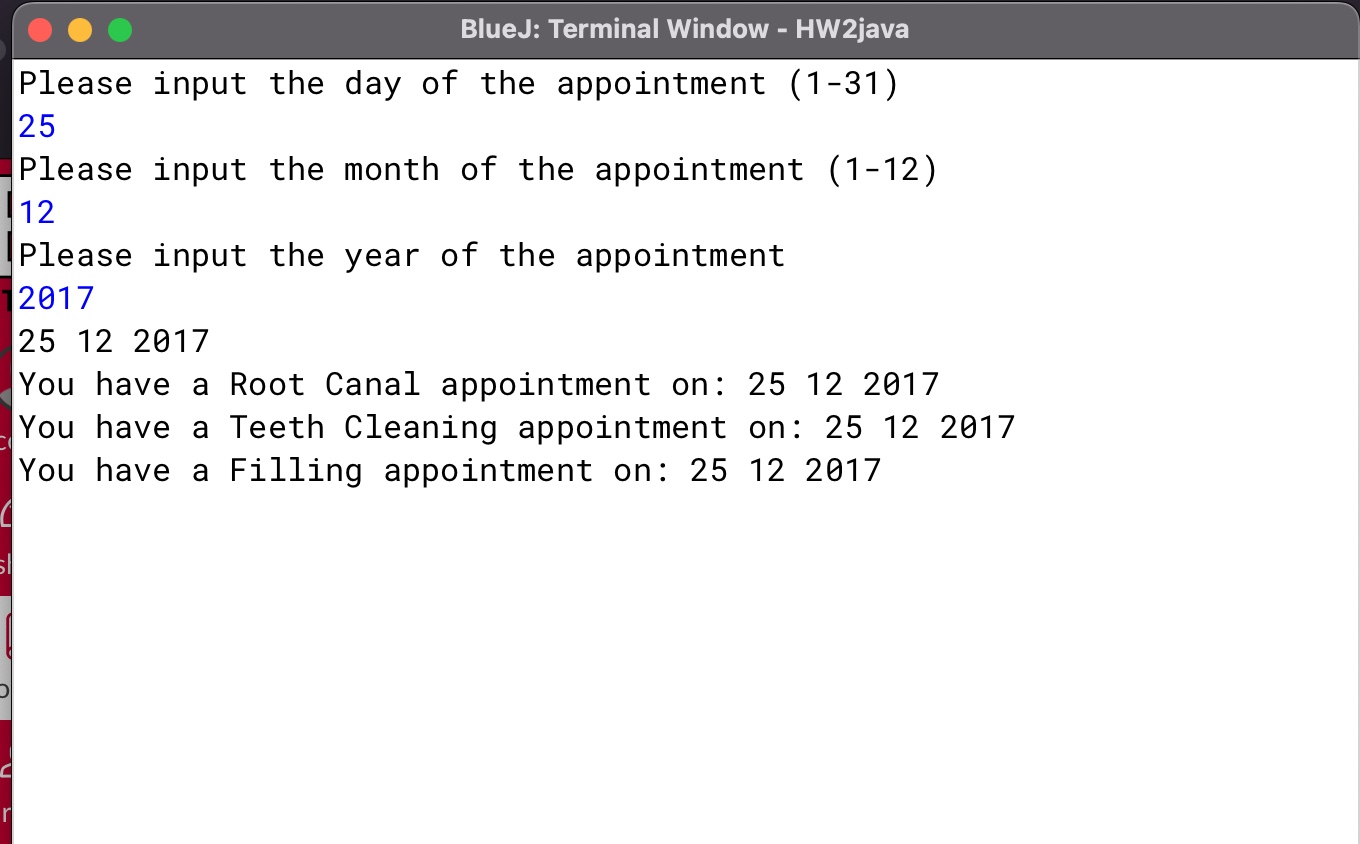 BlueJ: Terminal Window - HW2java
Please input the day of the appointment (1-31)
25
Please input the month of the appointment (1-12)
12
Please input the year of the appointment
2017
25 12 2017
You have a Root Canal appointment on: 25 12 2017
You have a Teeth Cleaning appointment on: 25 12 2017
You have a Filling appointment on: 25 12 2017